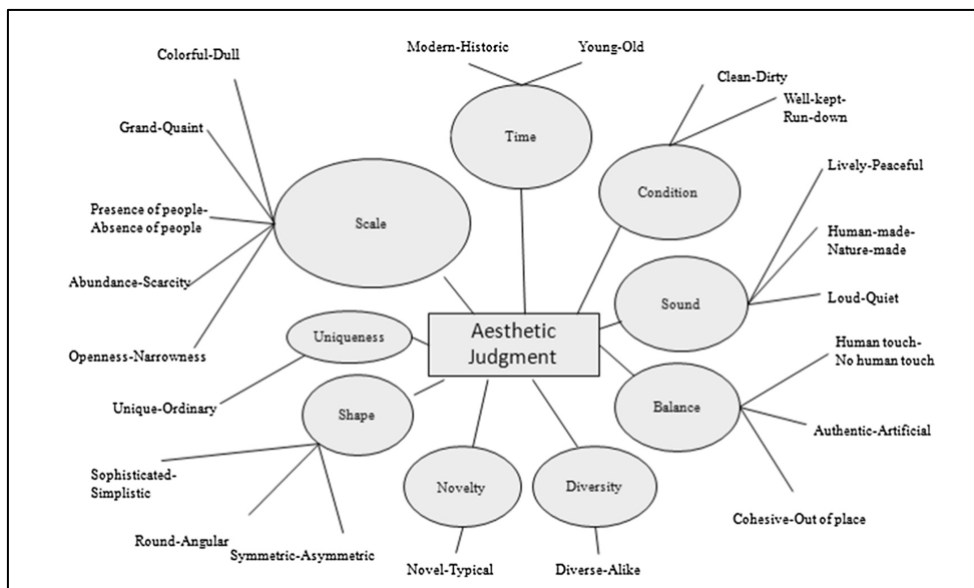 Modern-Historic
Young-Old
Colorful-Dull
Clean-Dirty
Well-kept-
Run-down
Grand-Quaint
Time
Condition
Lively-Peaceful
Presence of people-
Absence of people
Scale
Human-made-
Nature-made
Abundance-Scarcity
Sound
Loud-Quiet
Uniqueness
Aesthetic
Judgment
Openness-Narrowness
Human touch-
No human touch
Unique-Ordinary
Shape
Balance
Authentic-Artificial
Sophisticated-
Simplistic
Novelty
Diversity
Cohesive-Out of place
Round-Angular
Symmetric-Asymmetric
Novel-Typical
Diverse-Alike